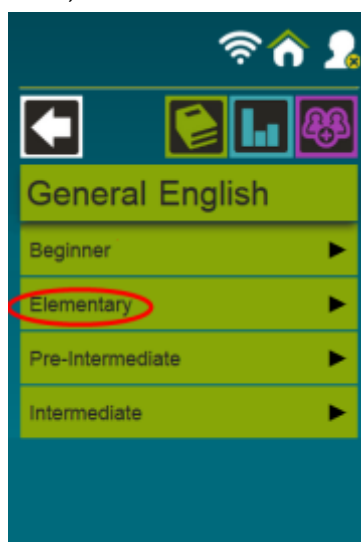 General English
Beginner
Elementary
Pre-Intermediate
Intermediate